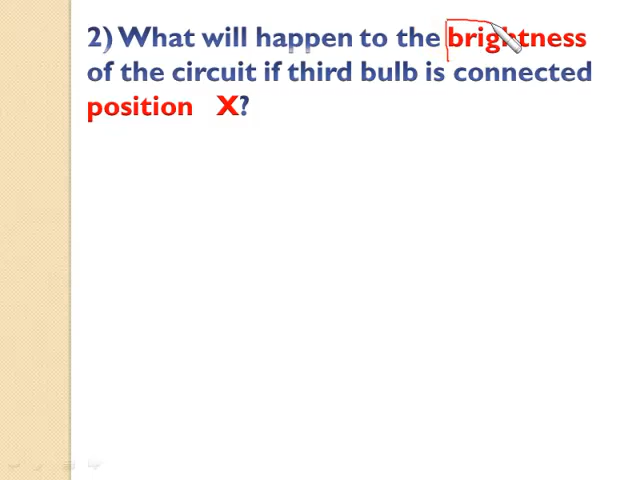 2) What will happen to the brightness
of the circuit if third bulb is connected
position X?